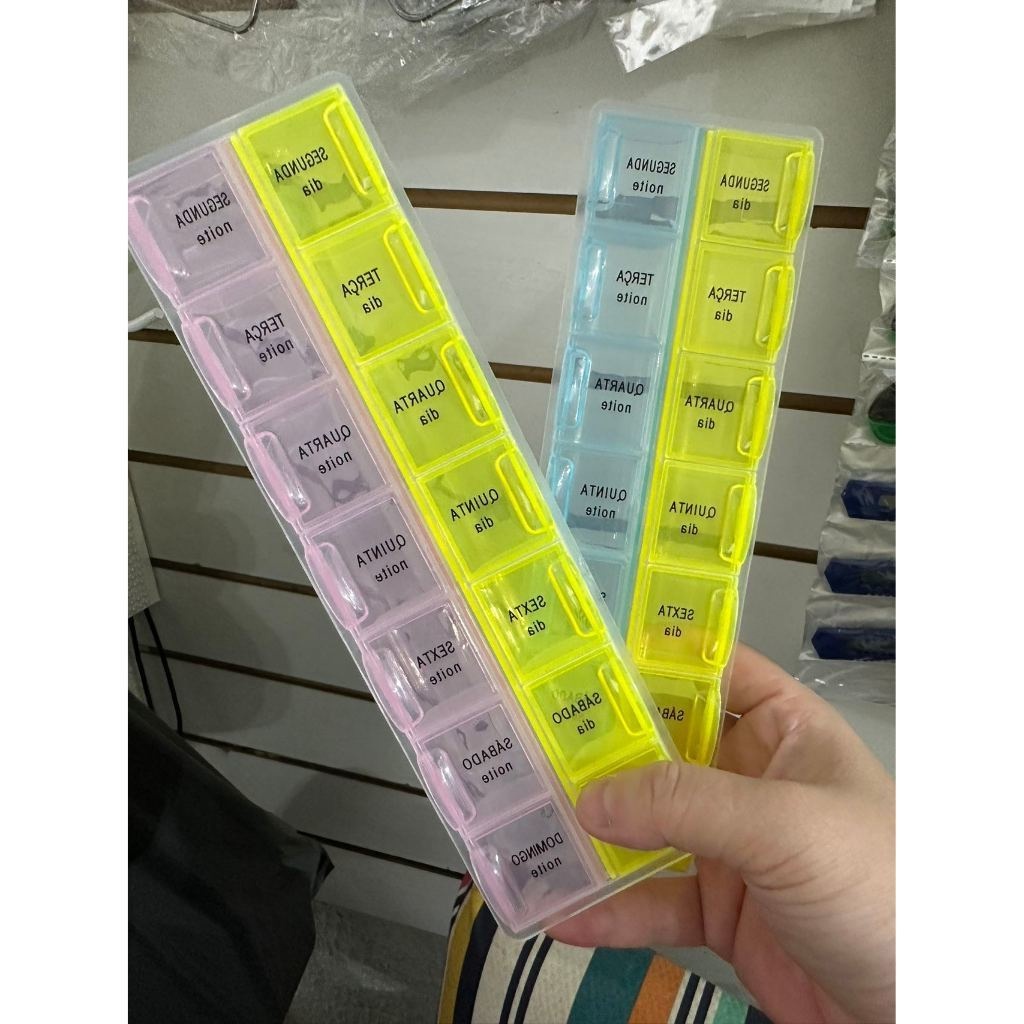 SEGUNDA
noite
SEGUNDA
dia
TERÇA
noite
TERÇA
dia
QUARTA
noite
QUARTA
dia
QUINTA
noite
QUINTA
dia
SEXTA
noite
SEXTA
dia
SÁBADO
noite
SÁBADO
dia
DOMINGO
noite
SEGUNDA
noite
SEGUNDA
dia
TERÇA
noite
TERÇA
dia
QUARTA
noite
QUARTA
dia
QUINTA
noite
QUINTA
dia
SEXTA
dia